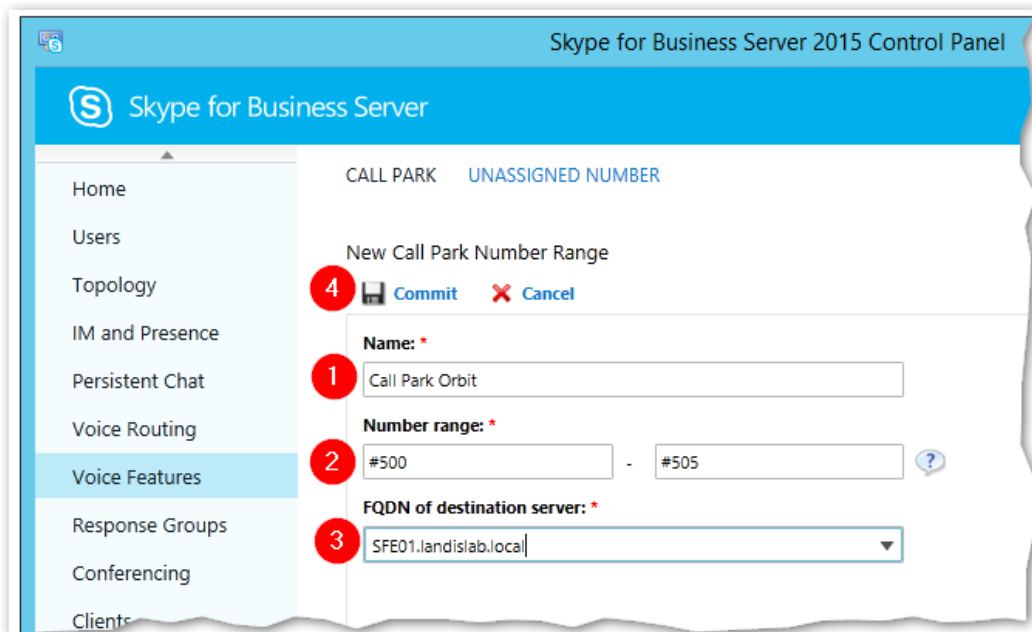 Skype for Business Server 2015 Control Panel
S Skype for Business Server
Home
Users
Topology
IM and Presence
Persistent Chat
Voice Routing
Voice Features
Response Groups
Conferencing
Clients
CALL PARK UNASSIGNED NUMBER
New Call Park Number Range
4 Commit Cancel
Name: *
1 Call Park Orbit
Number range: *
2 #500 - #505 ?
FQDN of destination server: *
3 SFE01.landislab.local